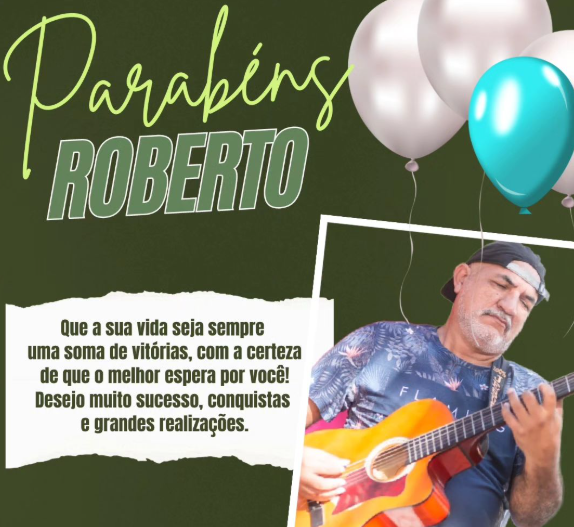 Parabéns
ROBERTO
Que a sua vida seja sempre
uma soma de vitórias, com a certeza
de que o melhor espera por você!
Desejo muito sucesso, conquistas
e grandes realizações.